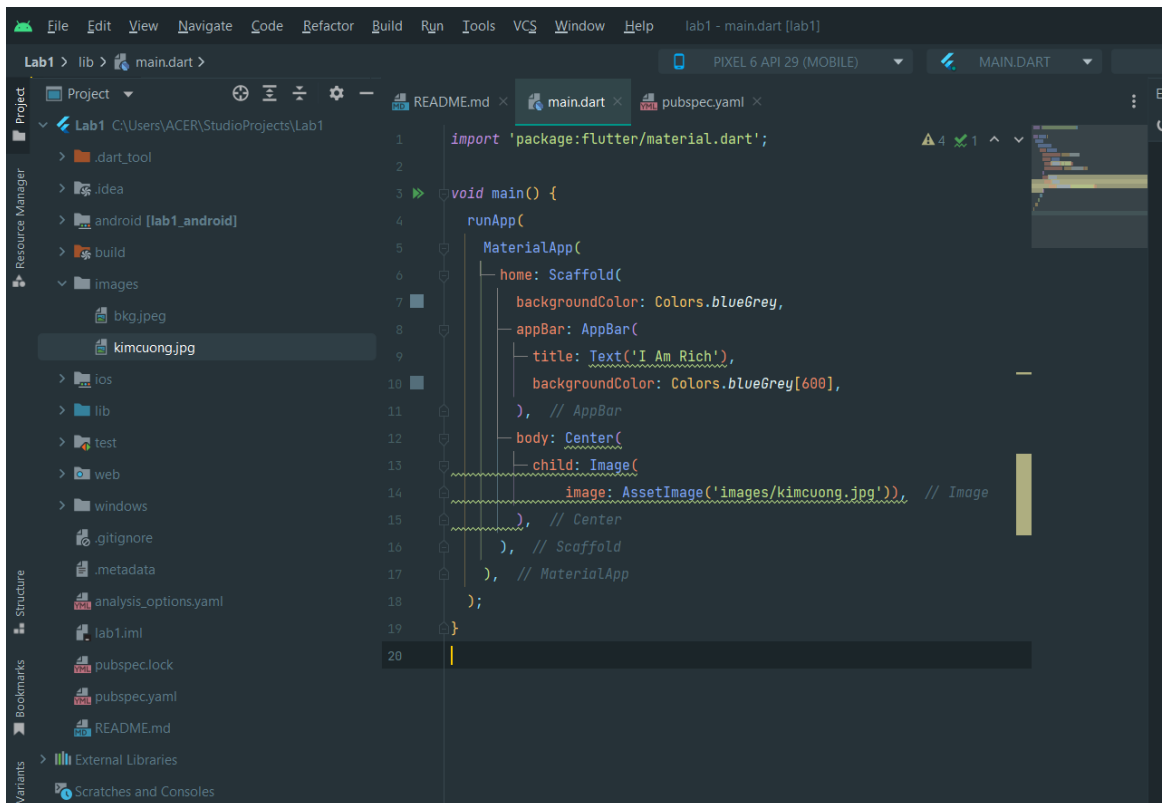 File Edit View Navigate Code Refactor Build Run Tools VCS Window Help lab1 - main.dart [lab1]
Lab1 > lib > main.dart >
PIXEL 6 API 29 (MOBILE) MAIN.DART
Project
README.md main.dart pubspec.yaml
Project
Resource Manager
Structure
Bookmarks
Variants
Lab1 C:\Users\ACER\StudioProjects\Lab1
.dart_tool
.idea
android [lab1_android]
build
images
bkg.jpeg
kimcuong.jpg
ios
lib
test
web
windows
.gitignore
.metadata
analysis_options.yaml
lab1.iml
pubspec.lock
pubspec.yaml
README.md
External Libraries
Scratches and Consoles
4 1
1 import 'package:flutter/material.dart';
2
3 void main() {
4 runApp(
5 MaterialApp(
6 home: Scaffold(
7 backgroundColor: Colors.blueGrey,
8 appBar: AppBar(
9 title: Text('I Am Rich'),
10 backgroundColor: Colors.blueGrey[600],
11 ), // AppBar
12 body: Center(
13 child: Image(
14 image: AssetImage('images/kimcuong.jpg')), // Image
15 ), // Center
16 ), // Scaffold
17 ), // MaterialApp
18 );
19 }
20